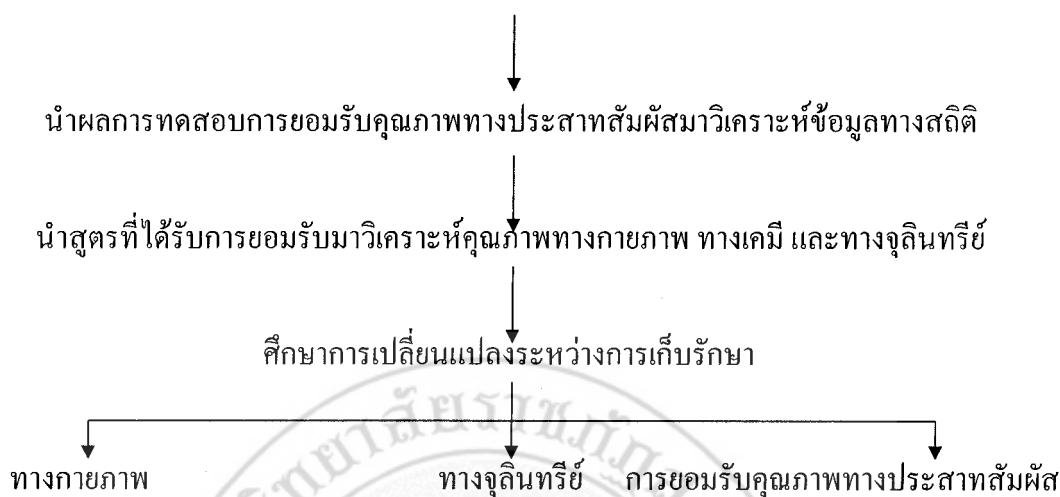 นำผลการทดสอบการยอมรับคุณภาพทางประสาทสัมผัสมาวิเคราะห์ข้อมูลทางสถิติ
นำสูตรที่ได้รับการยอมรับมาวิเคราะห์คุณภาพทางกายภาพ ทางเคมี และทางจุลินทรีย์
ศึกษาการเปลี่ยนแปลงระหว่างการเก็บรักษา
ทางกายภาพ ทางจุลินทรีย์ การยอมรับคุณภาพทางประสาทสัมผัส